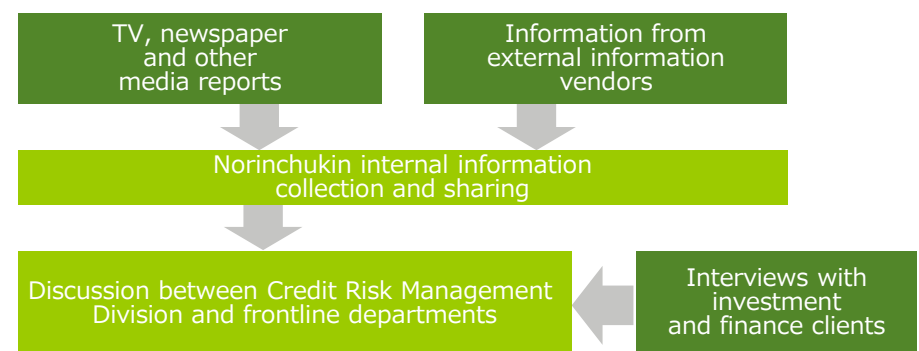 TV, newspaper
and other
media reports
Information from
external information
vendors
Norinchukin internal information
collection and sharing
Discussion between Credit Risk Management
Division and frontline departments
Interviews with
investment
and finance clients